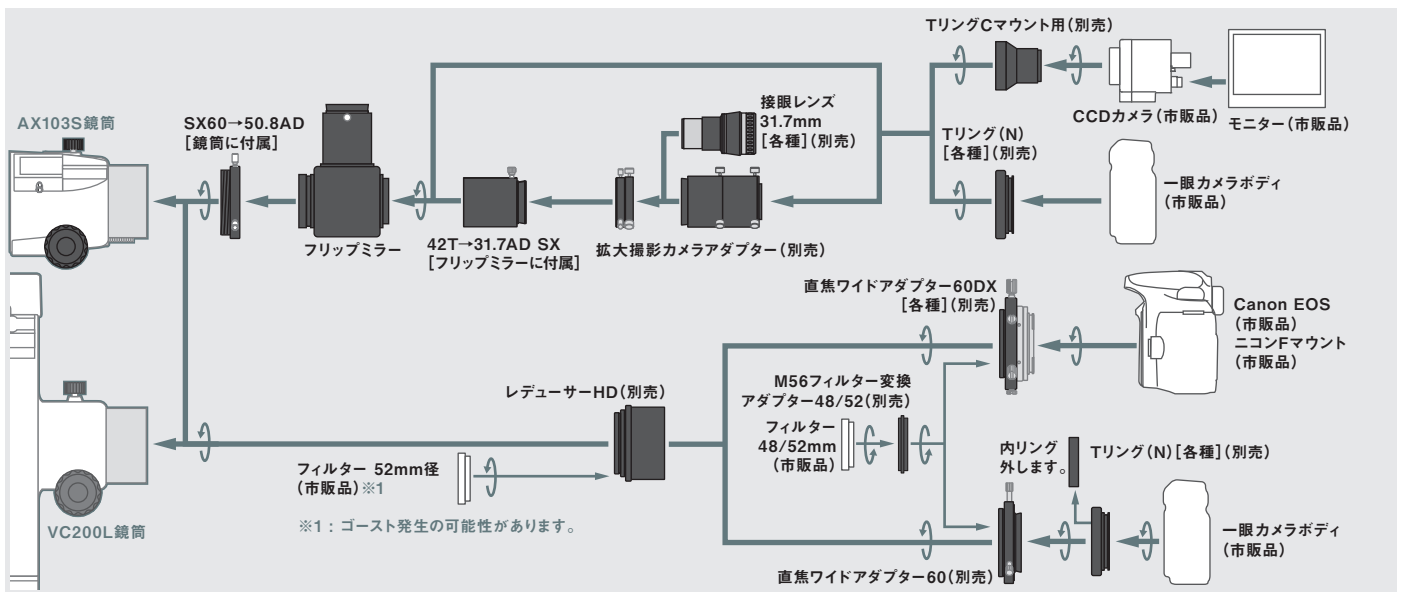 TリングCマウント用(別売)
CCDカメラ(市販品)
モニター(市販品)
AX103S鏡筒
SX60→50.8AD
[鏡筒に付属]
接眼レンズ
31.7mm
[各種](別売)
Tリング(N)
[各種](別売)
一眼カメラボディ
(市販品)
フリップミラー
42T→31.7AD SX
[フリップミラーに付属]
拡大撮影カメラアダプター(別売)
直焦ワイドアダプター60DX
[各種](別売)
Canon EOS
(市販品)
ニコンFマウント
(市販品)
レデューサーHD(別売)
M56フィルター変換
アダプター48/52(別売)
フィルター
48/52mm
(市販品)
内リング
外します。
Tリング(N)[各種](別売)
フィルター 52mm径
(市販品)※1
※1：ゴースト発生の可能性があります。
VC200L鏡筒
一眼カメラボディ
(市販品)
直焦ワイドアダプター60(別売)